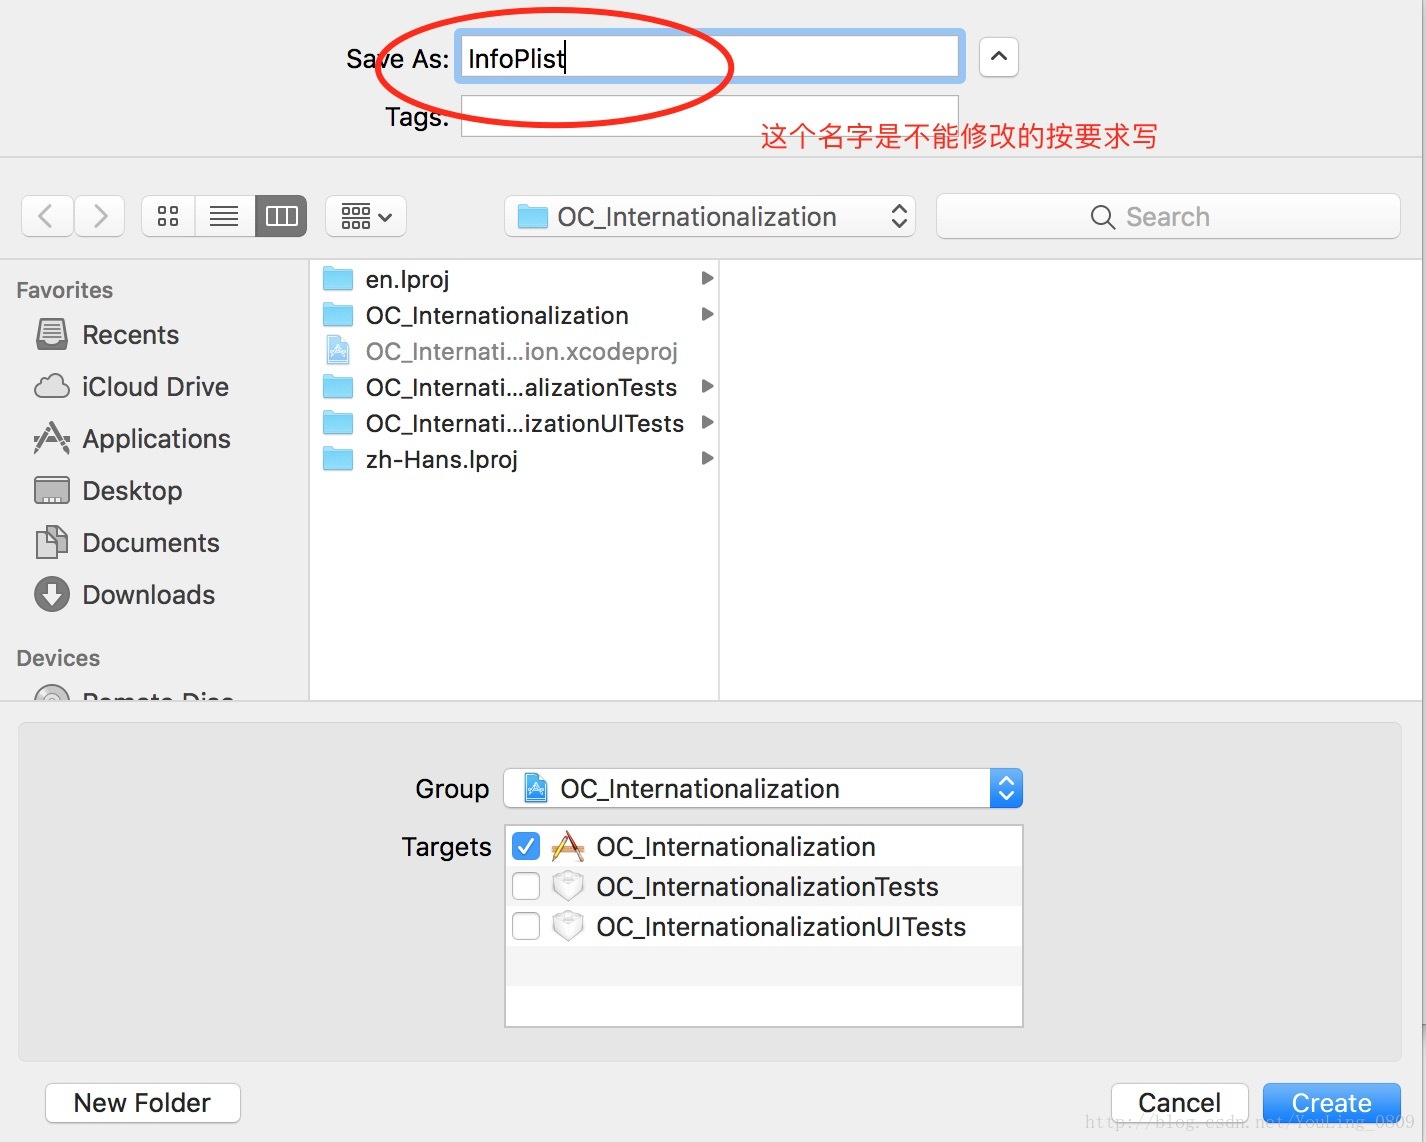 Save As: InfoPlist
Tags:
这个名字是不能修改的按要求写
OC_Internationalization
Search
Favorites
Recents
iCloud Drive
Applications
Desktop
Documents
Downloads
Devices
Remote Disc
en.lproj
OC_Internationalization
OC_Internati...ion.xcodeproj
OC_Internati...alizationTests
OC_Internati...izationUITests
zh-Hans.lproj
Group OC_Internationalization
Targets OC_Internationalization
OC_InternationalizationTests
OC_InternationalizationUITests
New Folder Cancel Create
http://blog.csdn.net/YouLing_0809